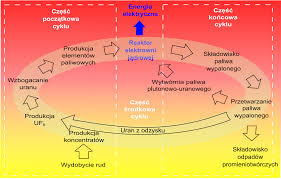 Część
początkowa
cyklu
Energia
elektryczna
Część
końcowa
cyklu
Reaktor
elektrowni
jądrowej
Produkcja
elementów
paliwowych
Składowisko
paliwa
wypalonego
Wzbogacanie
uranu
Wytwórnia paliwa
plutonowo-uranowego
Część
środkowa
cyklu
Produkcja
UF₆
Przetwarzanie
paliwa
wypalonego
Uran z odzysku
Produkcja
koncentratów
Wydobycie rud
Składowisko
odpadów
promieniotwórczych